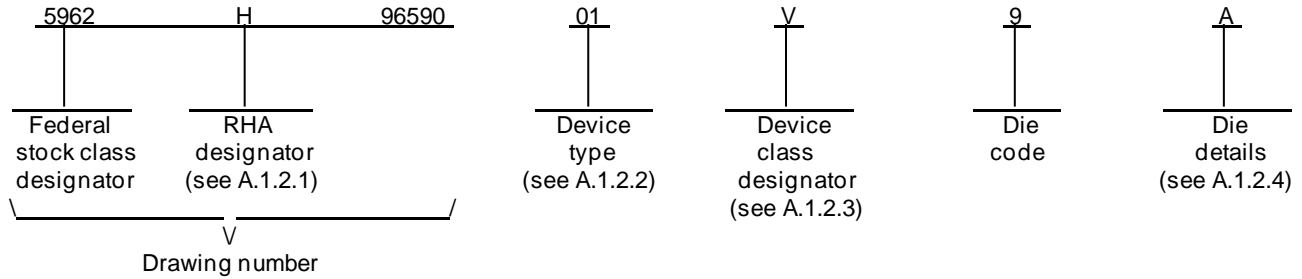 5962 H 96590 01 V 9 A
Federal RHA Device Device Die Die
stock class designator type class code details
designator (see A.1.2.1) (see A.1.2.2) designator (see A.1.2.4)
(see A.1.2.3)
\ /
\/
Drawing number